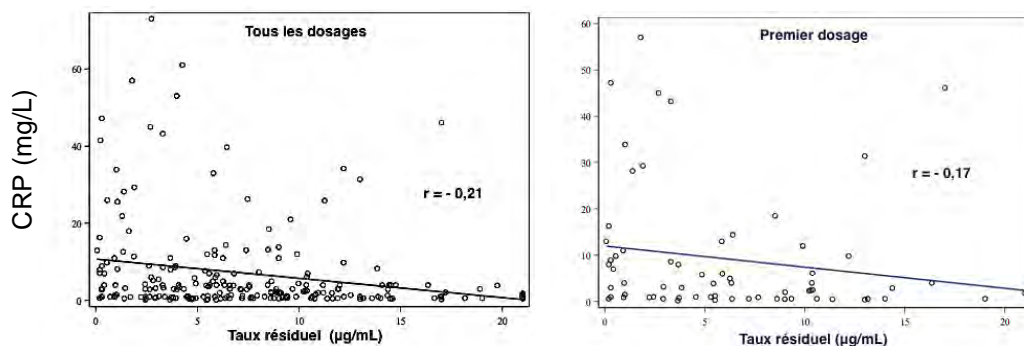 Tous les dosages
CRP (mg/L)
60
40
20
0
r = - 0,21
0 5 10 15 20
Taux résiduel (µg/mL)
Premier dosage
60
50
40
30
20
10
0
r = - 0,17
0 5 10 15 20
Taux résiduel (µg/mL)